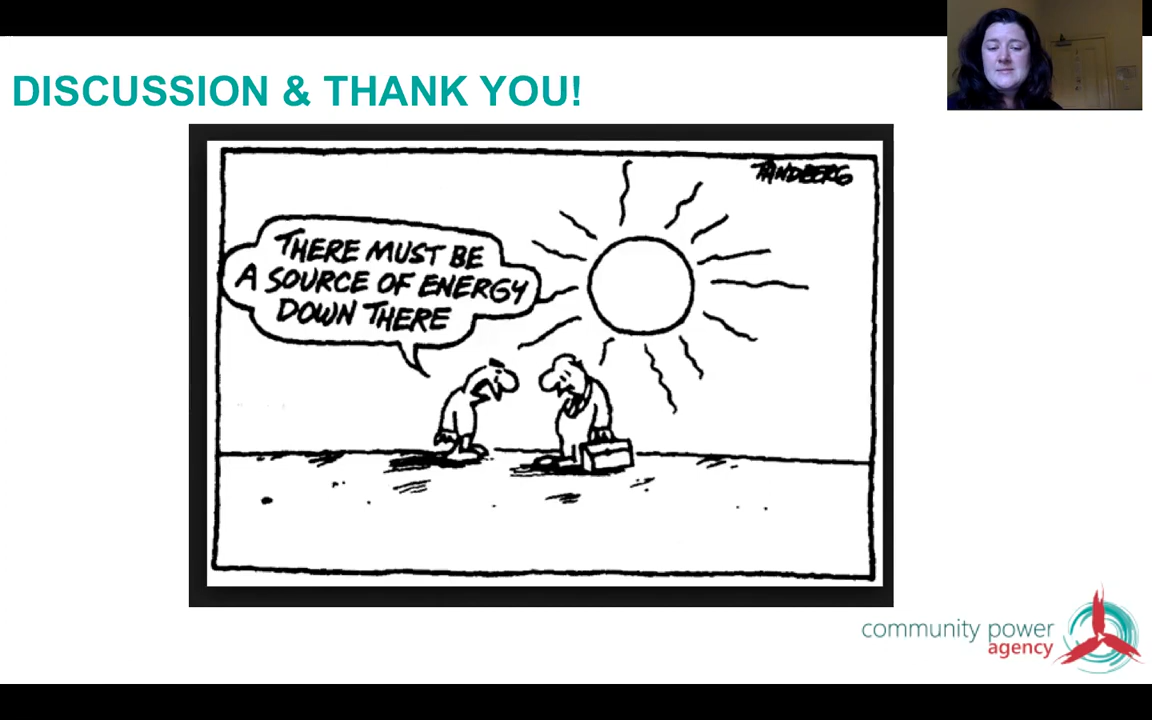 DISCUSSION & THANK YOU!
TANDBERG
THERE MUST BE
A SOURCE OF ENERGY
DOWN THERE
community power
agency